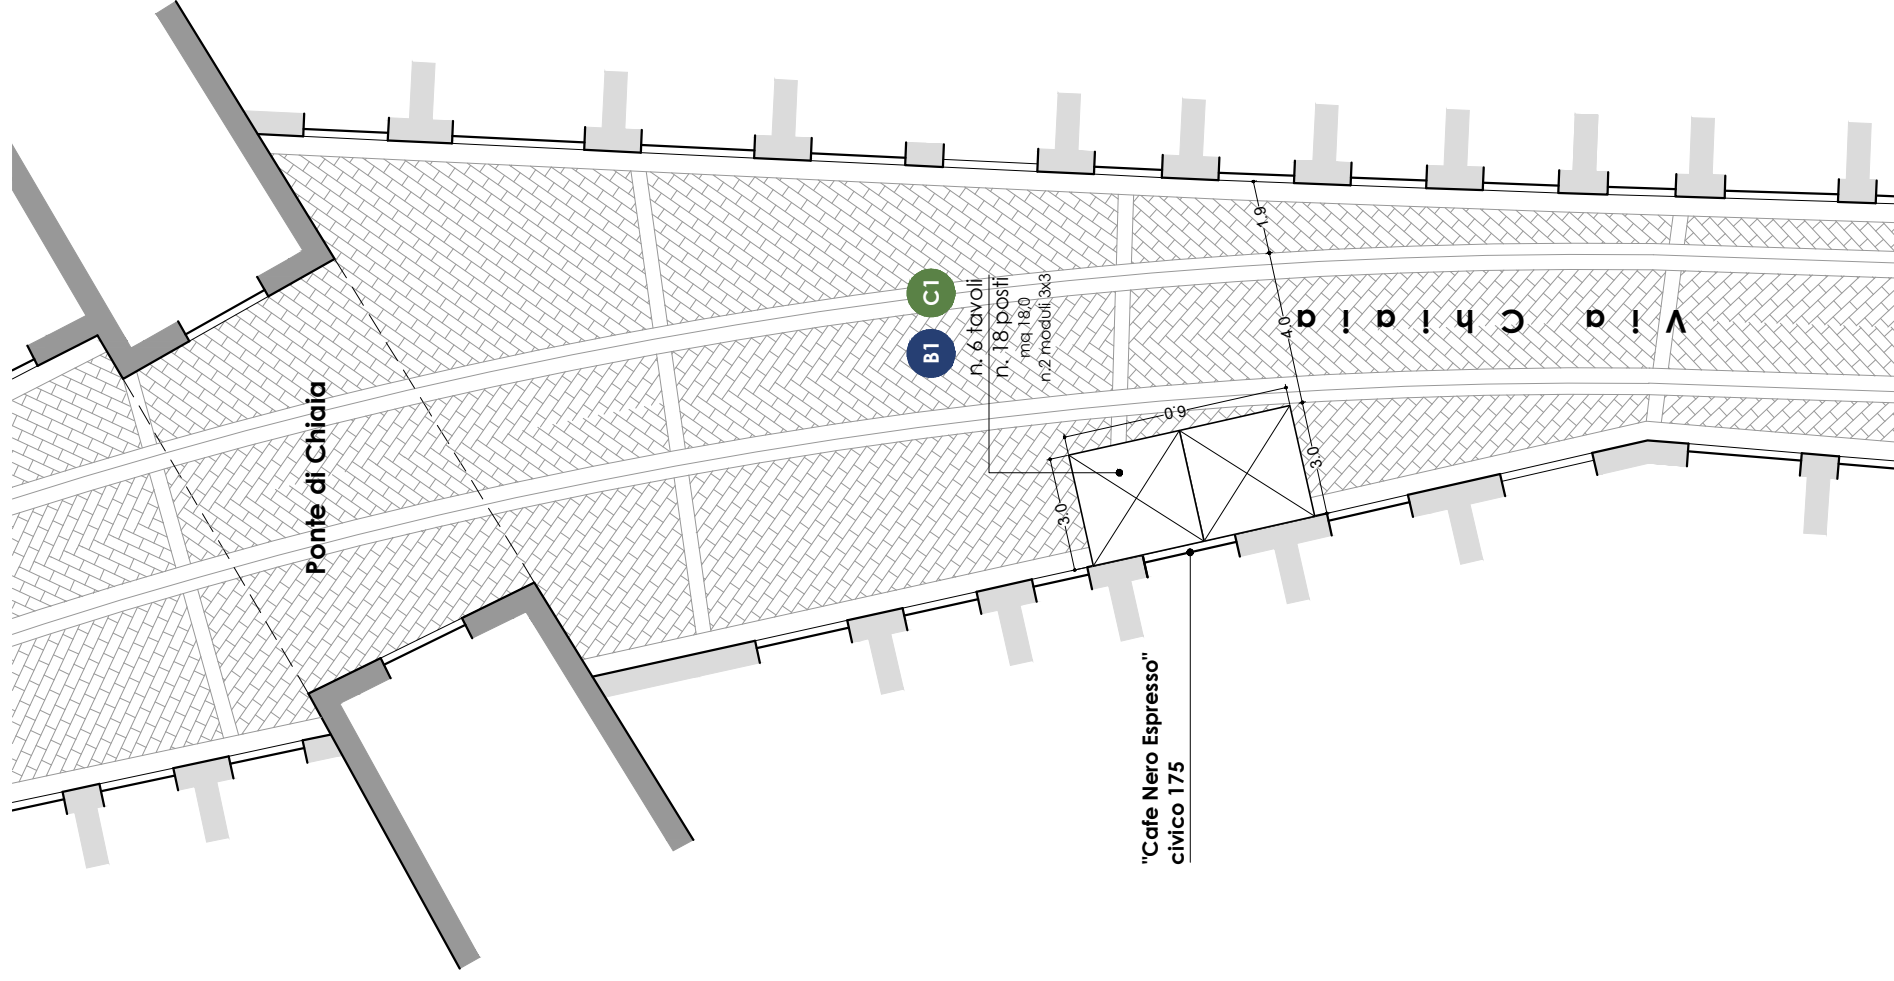 Ponte di Chiaia
C1
B1
n. 6 tavoli
n. 18 posti
mq 18,0
n.2 moduli 3x3
Via Chiaia
1.9
4.0
3.0
6.0
3.0
"Cafe Nero Espresso"
civico 175